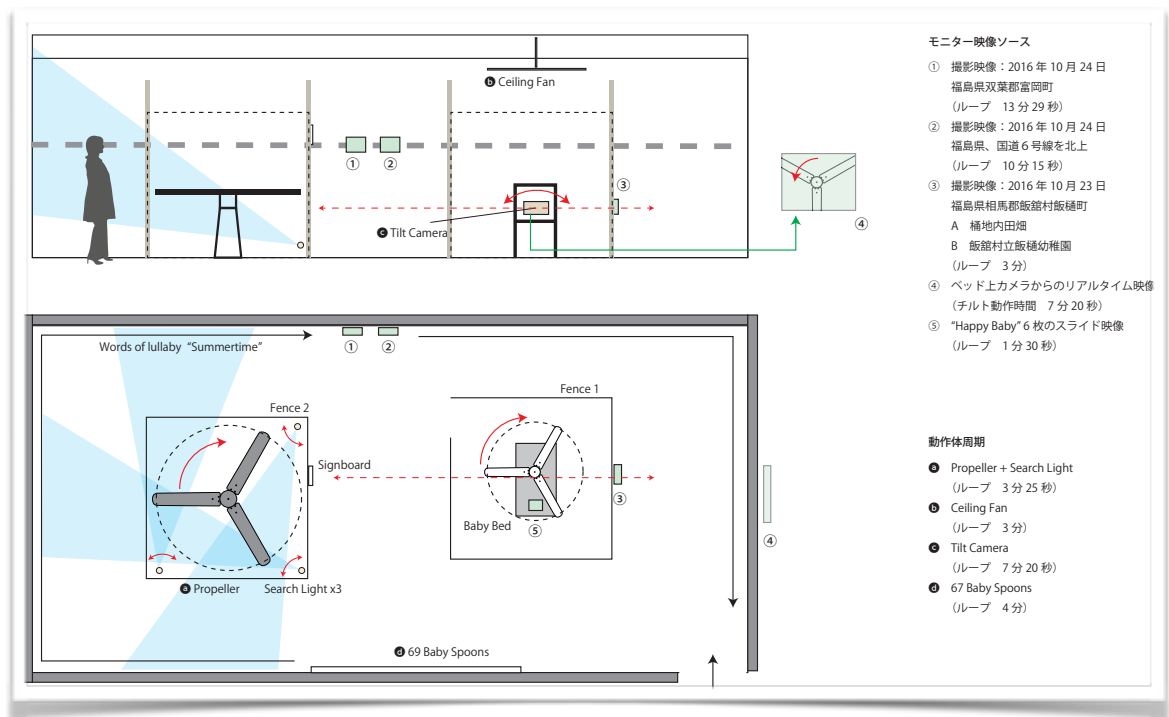 ⓑ Ceiling Fan
①
②
③
ⓒ Tilt Camera
④
Words of lullaby “Summertime”
①
②
Fence 1
Fence 2
Signboard
③
Baby Bed
⑤
④
ⓐ Propeller
Search Light x3
ⓓ 69 Baby Spoons
モニター映像ソース
① 撮影映像：2016 年 10 月 24 日
福島県双葉郡富岡町
（ループ 13 分 29 秒）
② 撮影映像：2016 年 10 月 24 日
福島県、国道 6 号線を北上
（ループ 10 分 15 秒）
③ 撮影映像：2016 年 10 月 23 日
福島県相馬郡飯舘村飯樋町
A 桶地内田畑
B 飯舘村立飯樋幼稚園
（ループ 3 分）
④ ベッド上カメラからのリアルタイム映像
（チルト動作時間 7 分 20 秒）
⑤ “Happy Baby” 6 枚のスライド映像
（ループ 1 分 30 秒）
動作体周期
ⓐ Propeller + Search Light
（ループ 3 分 25 秒）
ⓑ Ceiling Fan
（ループ 3 分）
ⓒ Tilt Camera
（ループ 7 分 20 秒）
ⓓ 67 Baby Spoons
（ループ 4 分）